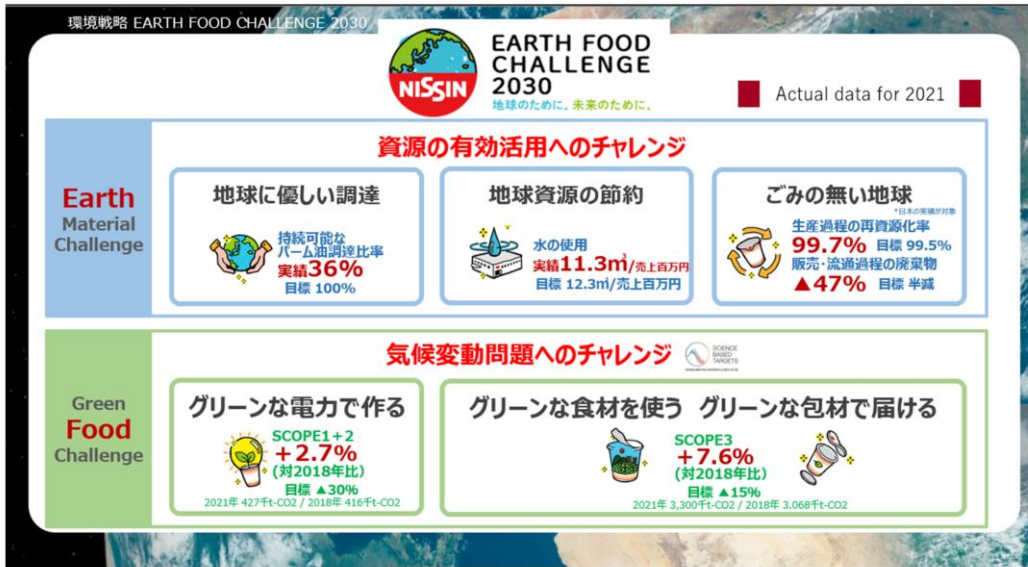 環境戦略 EARTH FOOD CHALLENGE 2030
NISSIN
EARTH FOOD
CHALLENGE
2030
地球のために。未来のために。
Actual data for 2021
Earth
Material
Challenge
資源の有効活用へのチャレンジ
地球に優しい調達
持続可能な
パーム油調達比率
実績36%
目標 100%
地球資源の節約
水の使用
実績11.3㎥/売上百万円
目標 12.3㎥/売上百万円
ごみの無い地球
*日本の実績が対象
生産過程の再資源化率
99.7% 目標 99.5%
販売・流通過程の廃棄物
▲47% 目標 半減
Green
Food
Challenge
気候変動問題へのチャレンジ
SCIENCE
BASED
TARGETS
グリーンな電力で作る
SCOPE1+2
+2.7%
(対2018年比)
目標 ▲30%
2021年 427千t-CO2 / 2018年 416千t-CO2
グリーンな食材を使う グリーンな包材で届ける
SCOPE3
+7.6%
(対2018年比)
目標 ▲15%
2021年 3,300千t-CO2 / 2018年 3.068千t-CO2